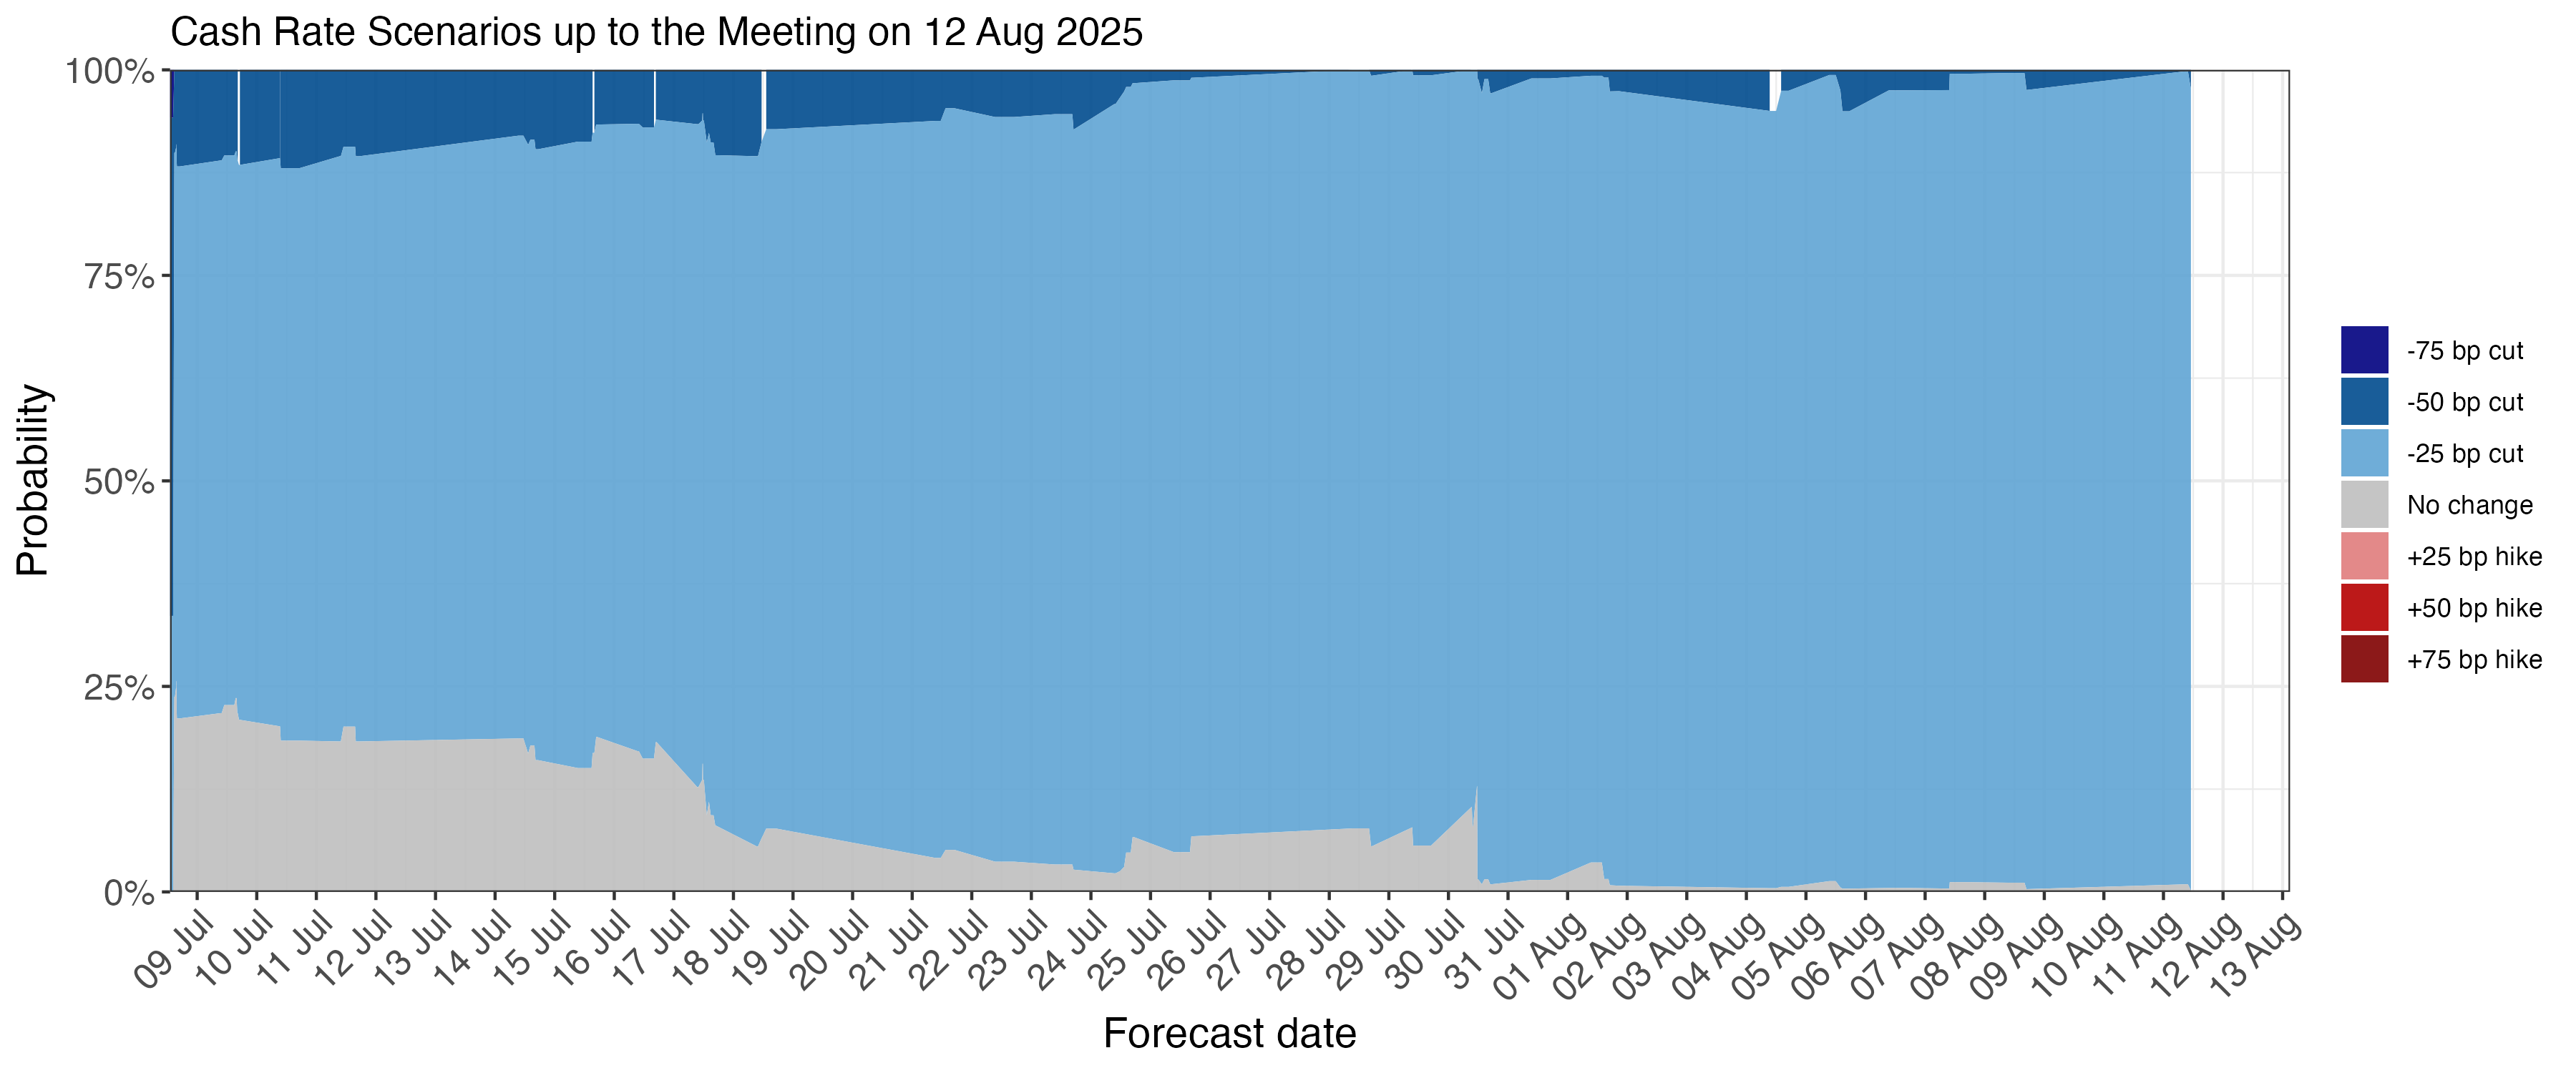 Cash Rate Scenarios up to the Meeting on 12 Aug 2025
100%
75%
50%
25%
0%
Probability
09 Jul
10 Jul
11 Jul
12 Jul
13 Jul
14 Jul
15 Jul
16 Jul
17 Jul
18 Jul
19 Jul
20 Jul
21 Jul
22 Jul
23 Jul
24 Jul
25 Jul
26 Jul
27 Jul
28 Jul
29 Jul
30 Jul
31 Jul
01 Aug
02 Aug
03 Aug
04 Aug
05 Aug
06 Aug
07 Aug
08 Aug
09 Aug
10 Aug
11 Aug
12 Aug
13 Aug
Forecast date
-75 bp cut
-50 bp cut
-25 bp cut
No change
+25 bp hike
+50 bp hike
+75 bp hike